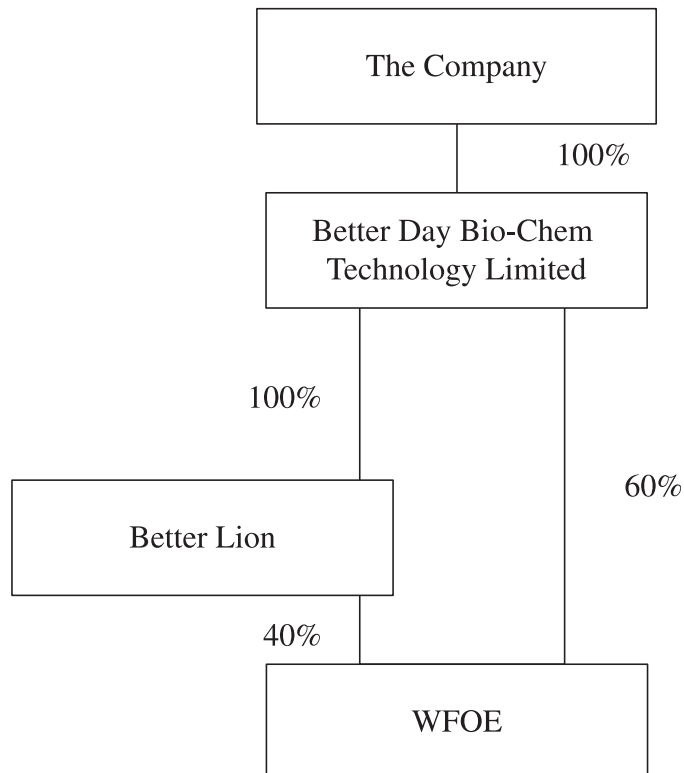 The Company
100%
Better Day Bio-Chem
Technology Limited
100%
60%
Better Lion
40%
WFOE